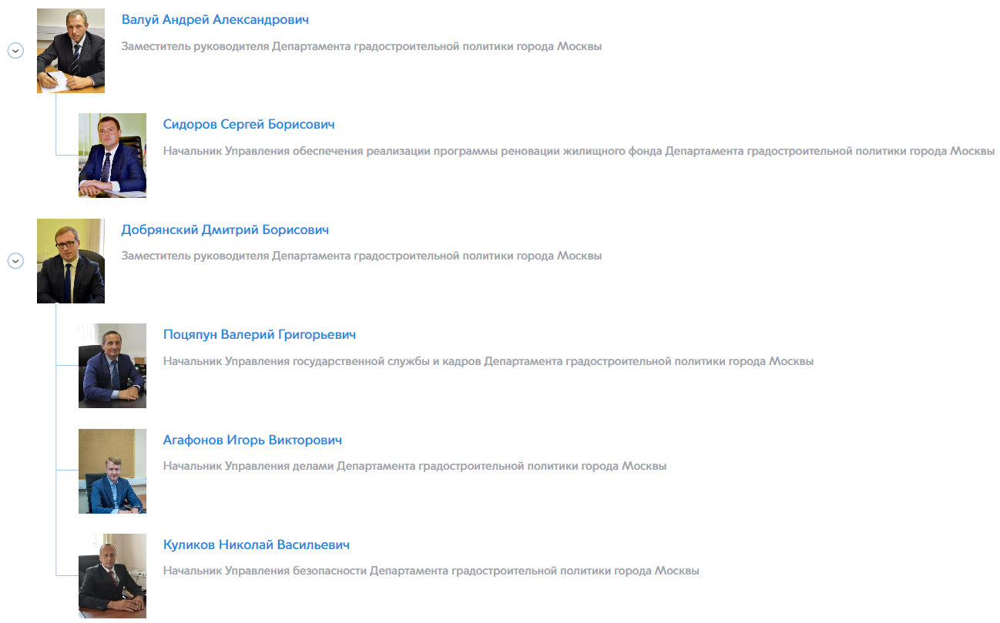 Валуй Андрей Александрович
Заместитель руководителя Департамента градостроительной политики города Москвы
Сидоров Сергей Борисович
Начальник Управления обеспечения реализации программы реновации жилищного фонда Департамента градостроительной политики города Москвы
Добрянский Дмитрий Борисович
Заместитель руководителя Департамента градостроительной политики города Москвы
Поцяпун Валерий Григорьевич
Начальник Управления государственной службы и кадров Департамента градостроительной политики города Москвы
Агафонов Игорь Викторович
Начальник Управления делами Департамента градостроительной политики города Москвы
Куликов Николай Васильевич
Начальник Управления безопасности Департамента градостроительной политики города Москвы